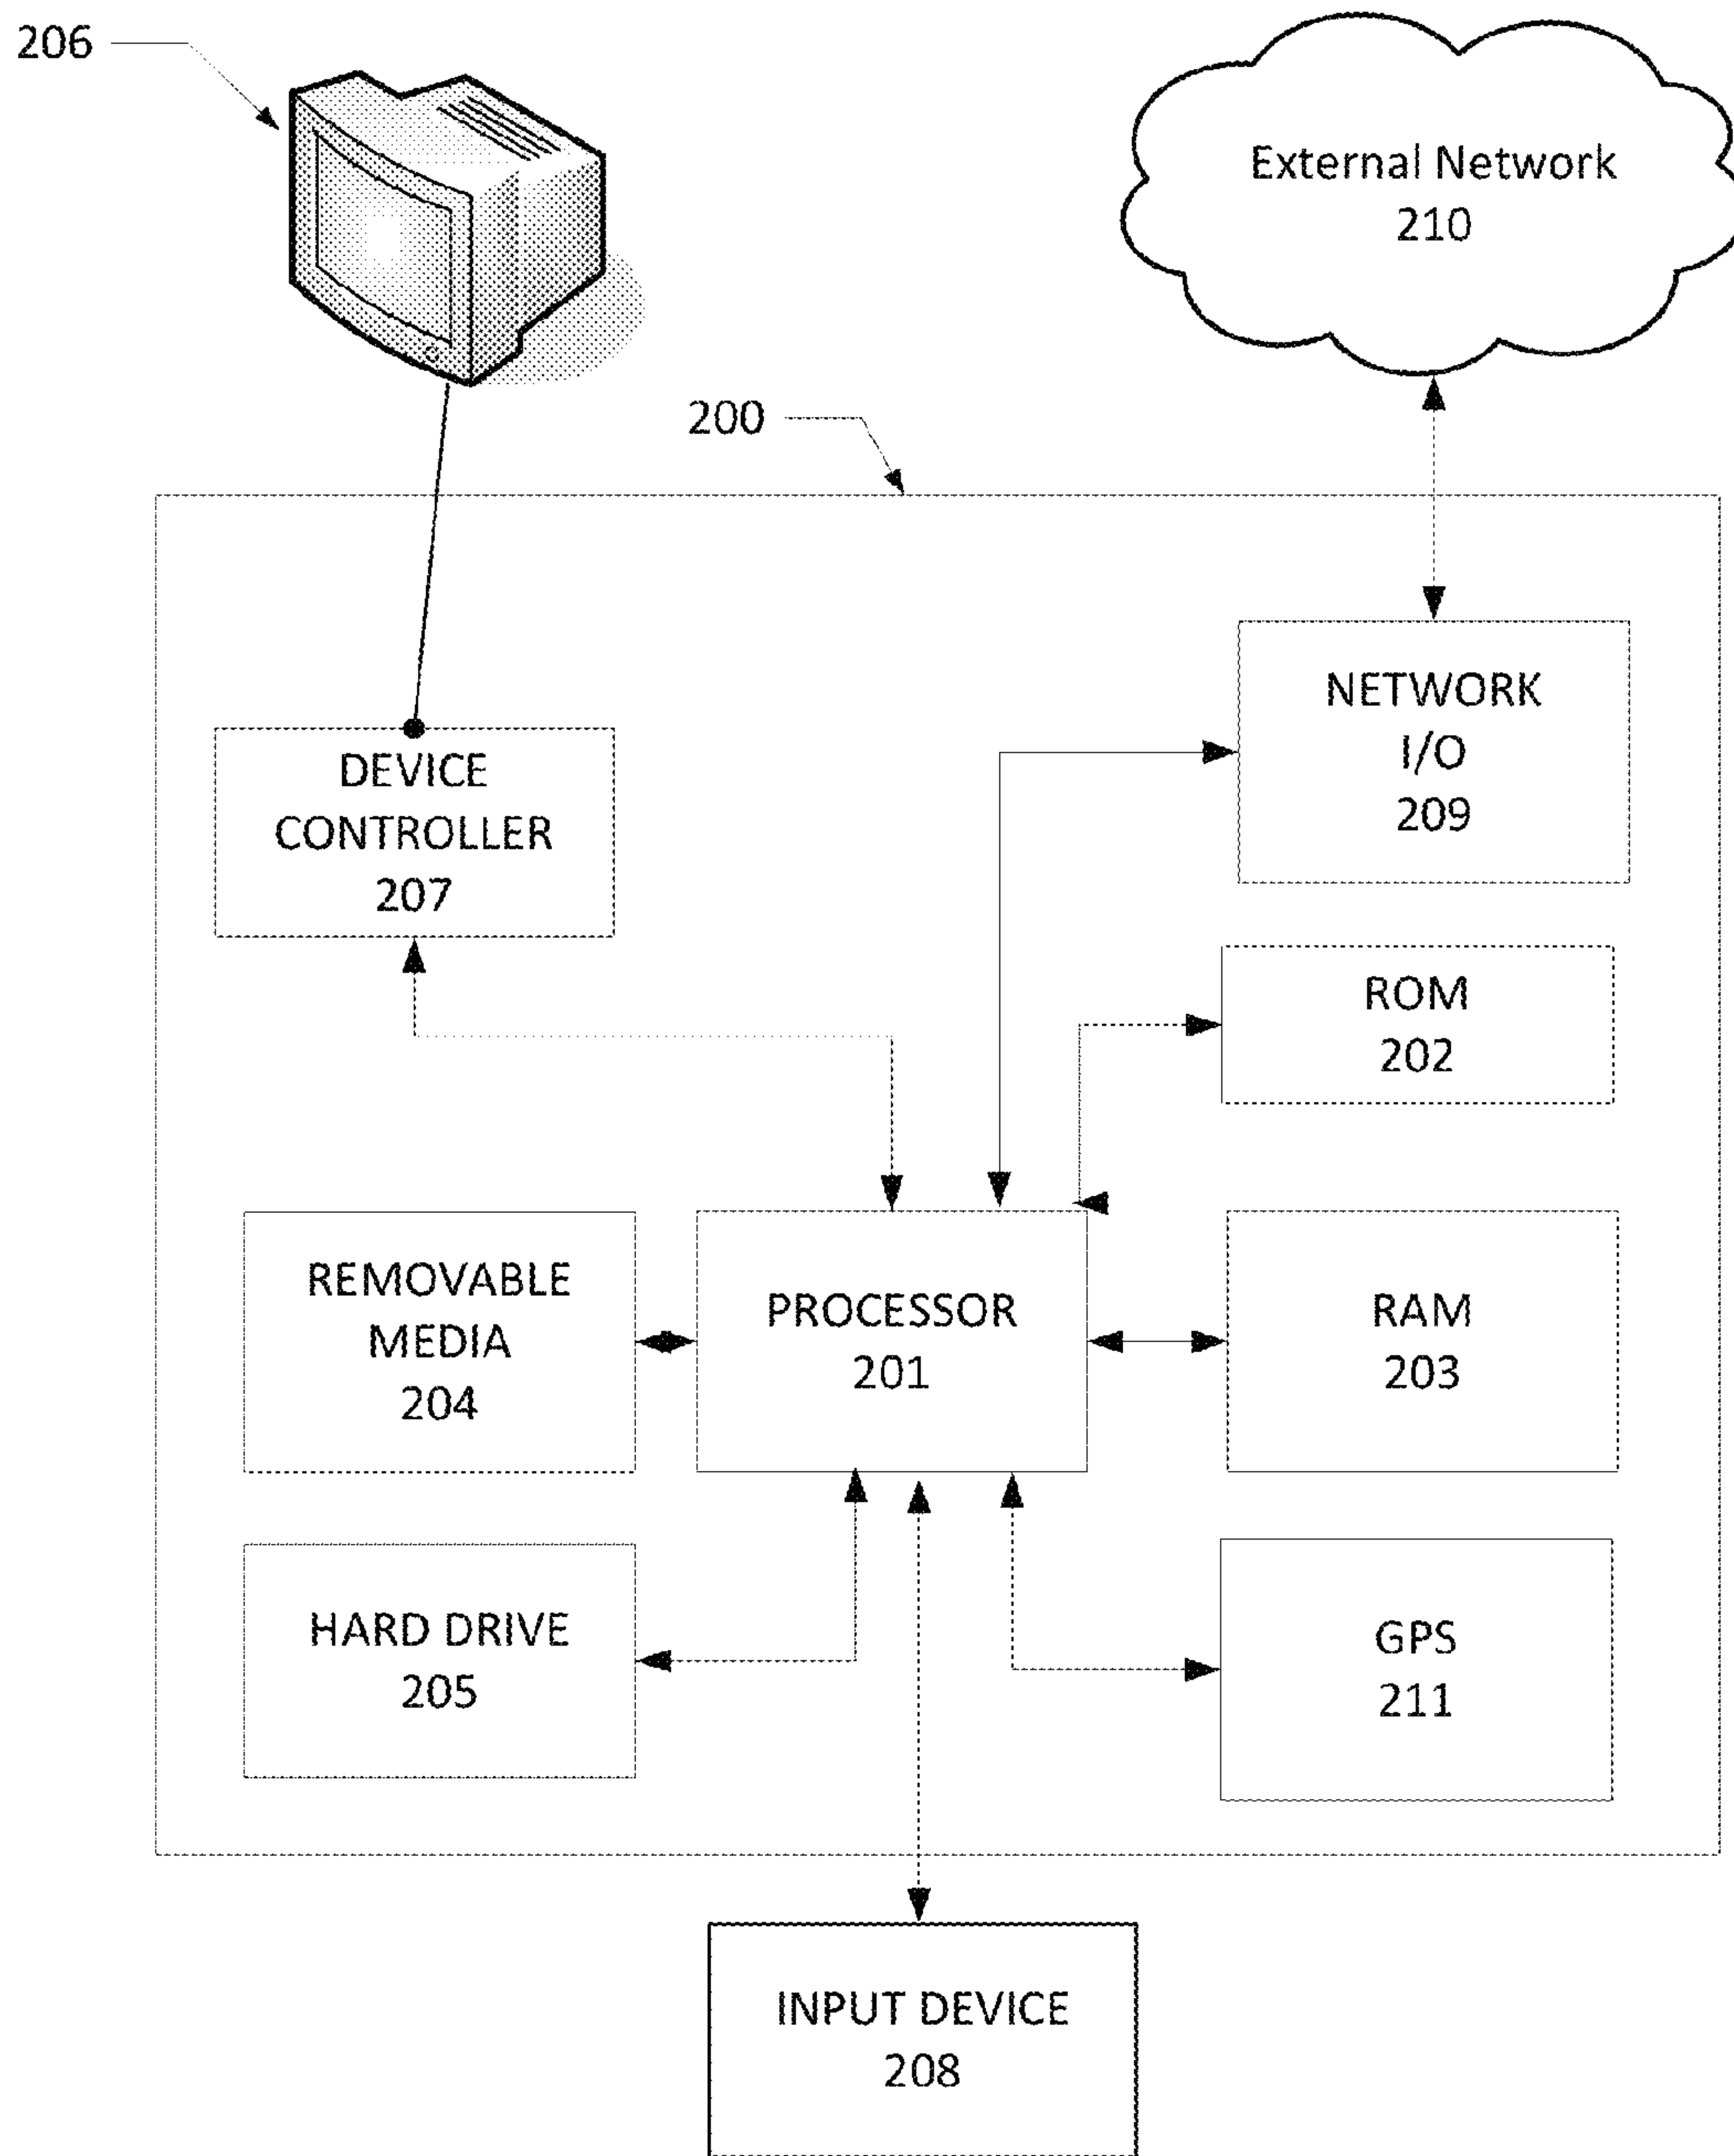 206
External Network
210
200
NETWORK
I/O
209
DEVICE
CONTROLLER
207
ROM
202
REMOVABLE
MEDIA
204
PROCESSOR
201
RAM
203
HARD DRIVE
205
GPS
211
INPUT DEVICE
208